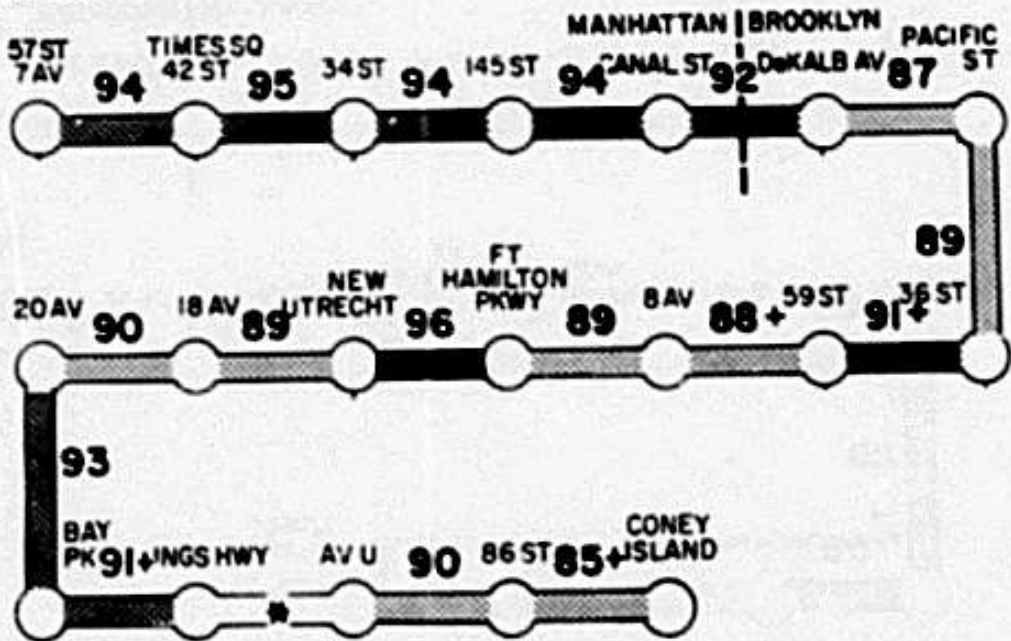 MANHATTAN | BROOKLYN
57 ST
7 AV
94
TIMES SQ
42 ST
95
34 ST
94
145 ST
94
CANAL ST
92
DeKALB AV
87
PACIFIC
ST
89
20 AV
90
18 AV
89
NEW
UTRECHT
96
FT
HAMILTON
PKWY
89
8 AV
88+
59 ST
91+
36 ST
93
BAY
PK
91+
INGS HWY
*
AV U
90
86 ST
85+
CONEY
ISLAND